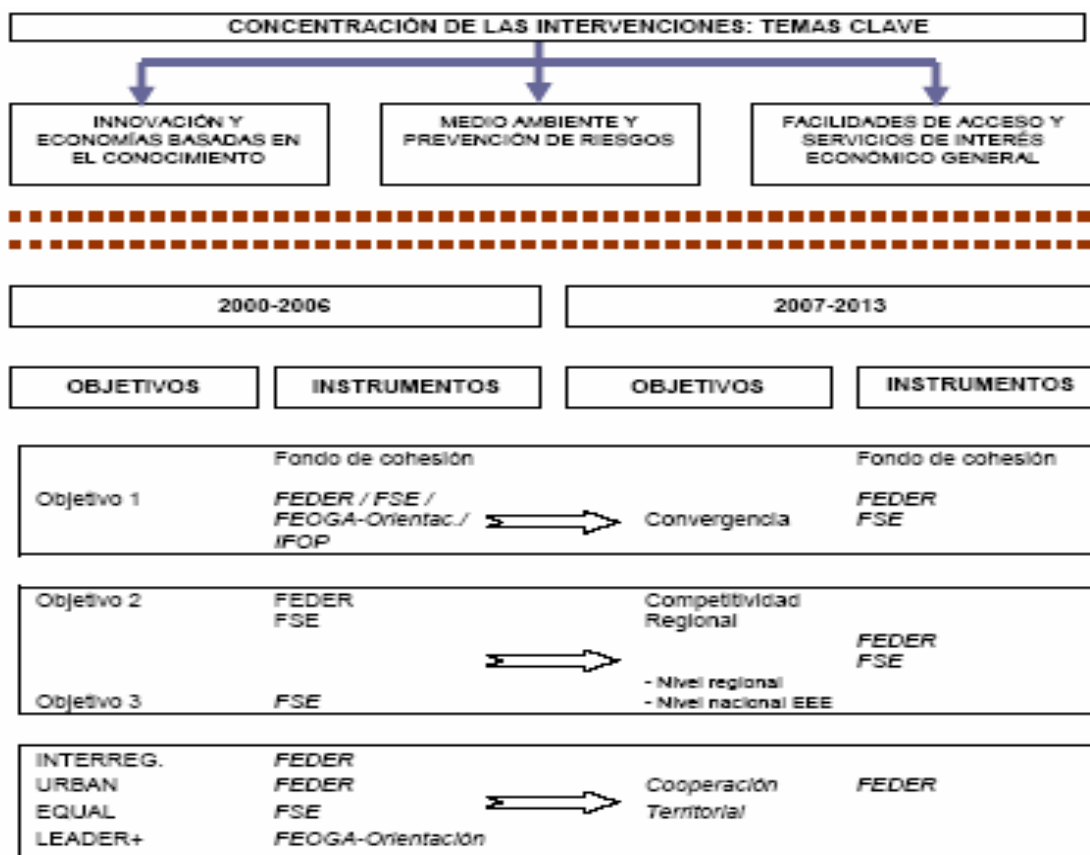 CONCENTRACIÓN DE LAS INTERVENCIONES: TEMAS CLAVE
INNOVACIÓN Y
ECONOMÍAS BASADAS EN
EL CONOCIMIENTO
MEDIO AMBIENTE Y
PREVENCIÓN DE RIESGOS
FACILIDADES DE ACCESO Y
SERVICIOS DE INTERÉS
ECONÓMICO GENERAL
2000-2006
2007-2013
OBJETIVOS
INSTRUMENTOS
OBJETIVOS
INSTRUMENTOS
Fondo de cohesión
Fondo de cohesión
Objetivo 1
FEDER / FSE /
FEOGA-Orientac./
IFOP
Convergencia
FEDER
FSE
Objetivo 2
FEDER
FSE
Competitividad
Regional
FEDER
FSE
- Nivel regional
- Nivel nacional EEE
Objetivo 3
FSE
INTERREG.
FEDER
URBAN
FEDER
Cooperación
FEDER
EQUAL
FSE
Territorial
LEADER+
FEOGA-Orientación